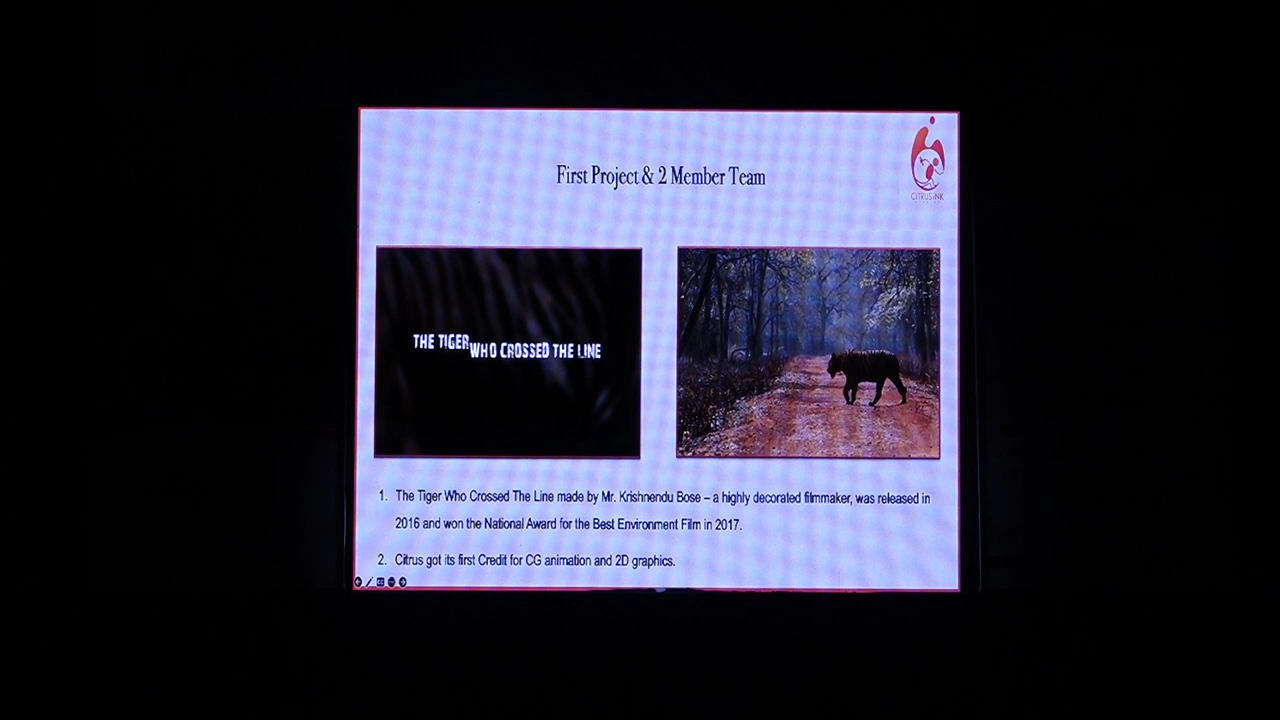 First Project & 2 Member Team
CITRUS INK
THE TIGER WHO CROSSED THE LINE
1. The Tiger Who Crossed The Line made by Mr. Krishnendu Bose – a highly decorated filmmaker, was released in
2016 and won the National Award for the Best Environment Film in 2017.
2. Citrus got its first Credit for CG animation and 2D graphics.